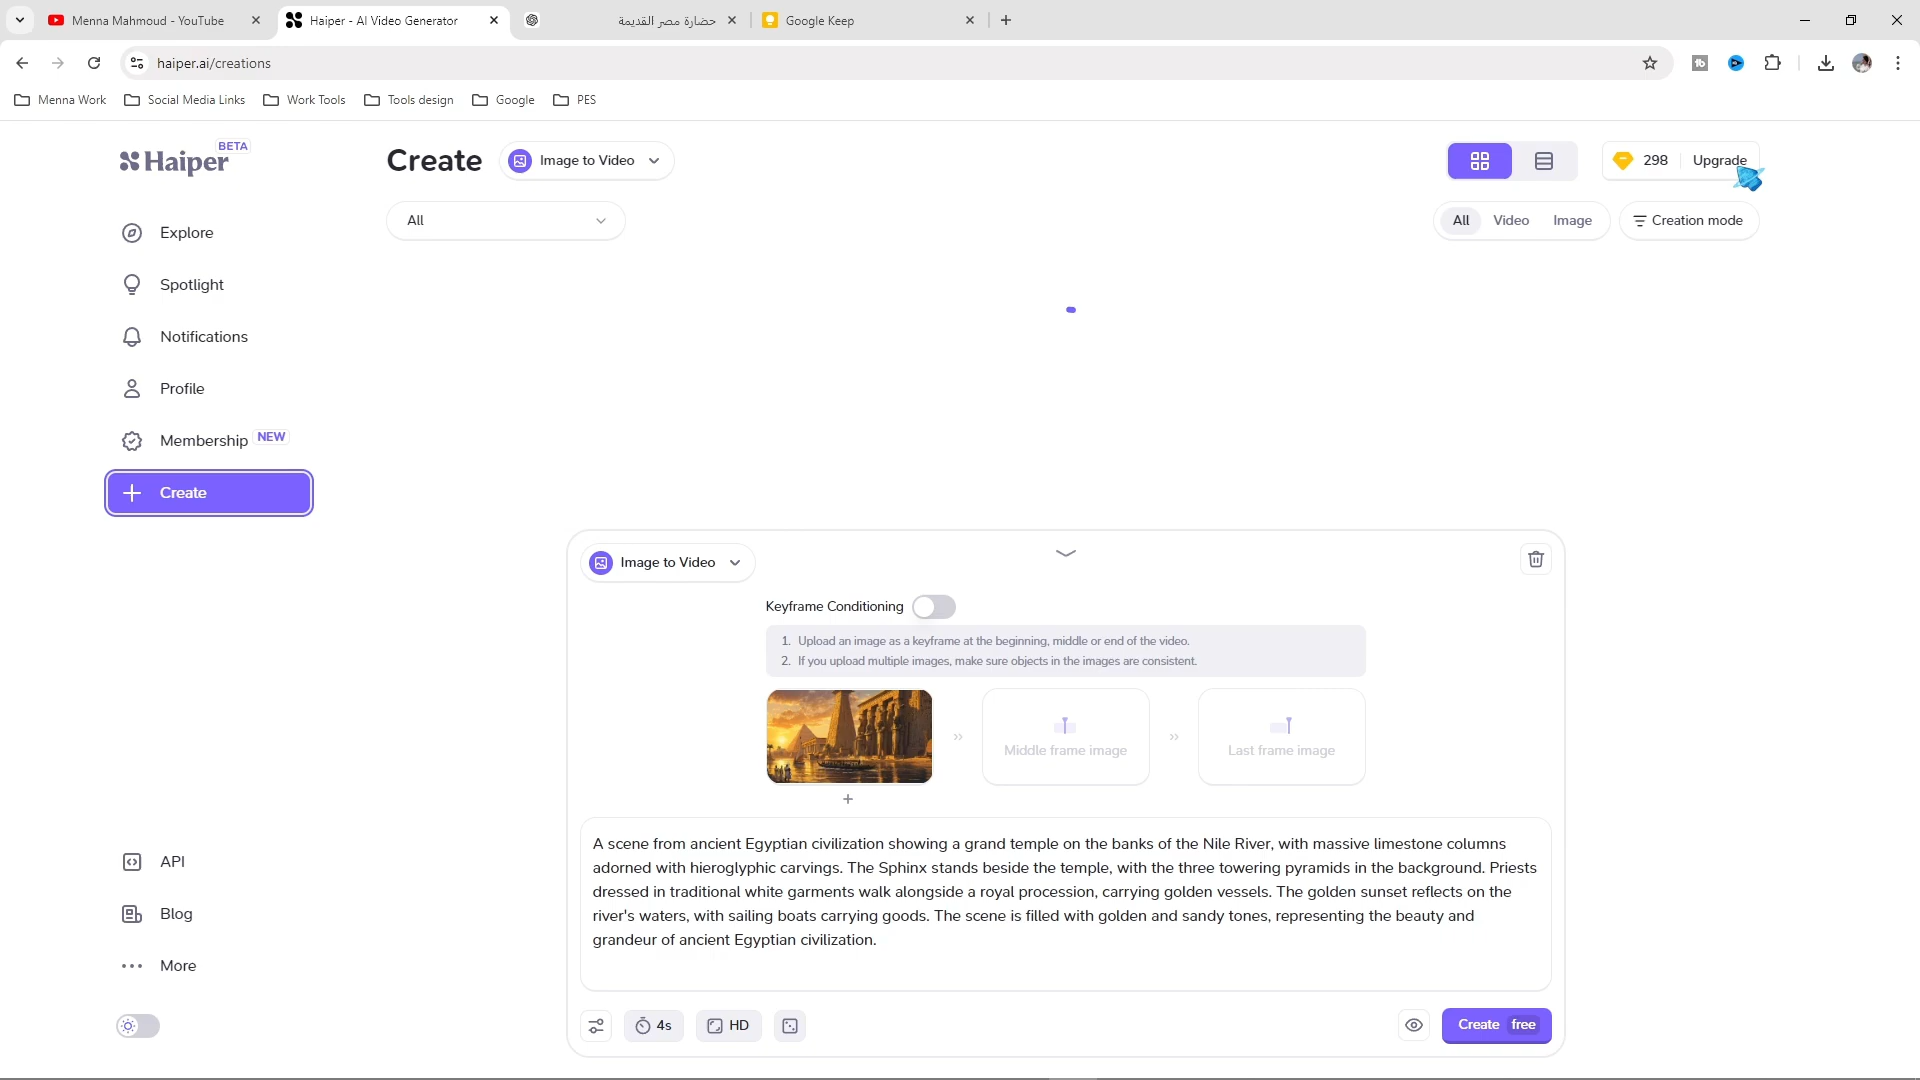 Menna Mahmoud - YouTube
Haiper - AI Video Generator
حضارة مصر القديمة
Google Keep
haiper.ai/creations
Menna Work
Social Media Links
Work Tools
Tools design
Google
PES
Haiper
BETA
Create
Image to Video
298
Upgrade
All
All
Video
Image
Creation mode
Explore
Spotlight
Notifications
Profile
Membership NEW
Create
Image to Video
Keyframe Conditioning
1. Upload an image as a keyframe at the beginning, middle or end of the video.
2. If you upload multiple images, make sure objects in the images are consistent.
Middle frame image
Last frame image
A scene from ancient Egyptian civilization showing a grand temple on the banks of the Nile River, with massive limestone columns
adorned with hieroglyphic carvings. The Sphinx stands beside the temple, with the three towering pyramids in the background. Priests
dressed in traditional white garments walk alongside a royal procession, carrying golden vessels. The golden sunset reflects on the
river's waters, with sailing boats carrying goods. The scene is filled with golden and sandy tones, representing the beauty and
grandeur of ancient Egyptian civilization.
API
Blog
More
4s
HD
Create free